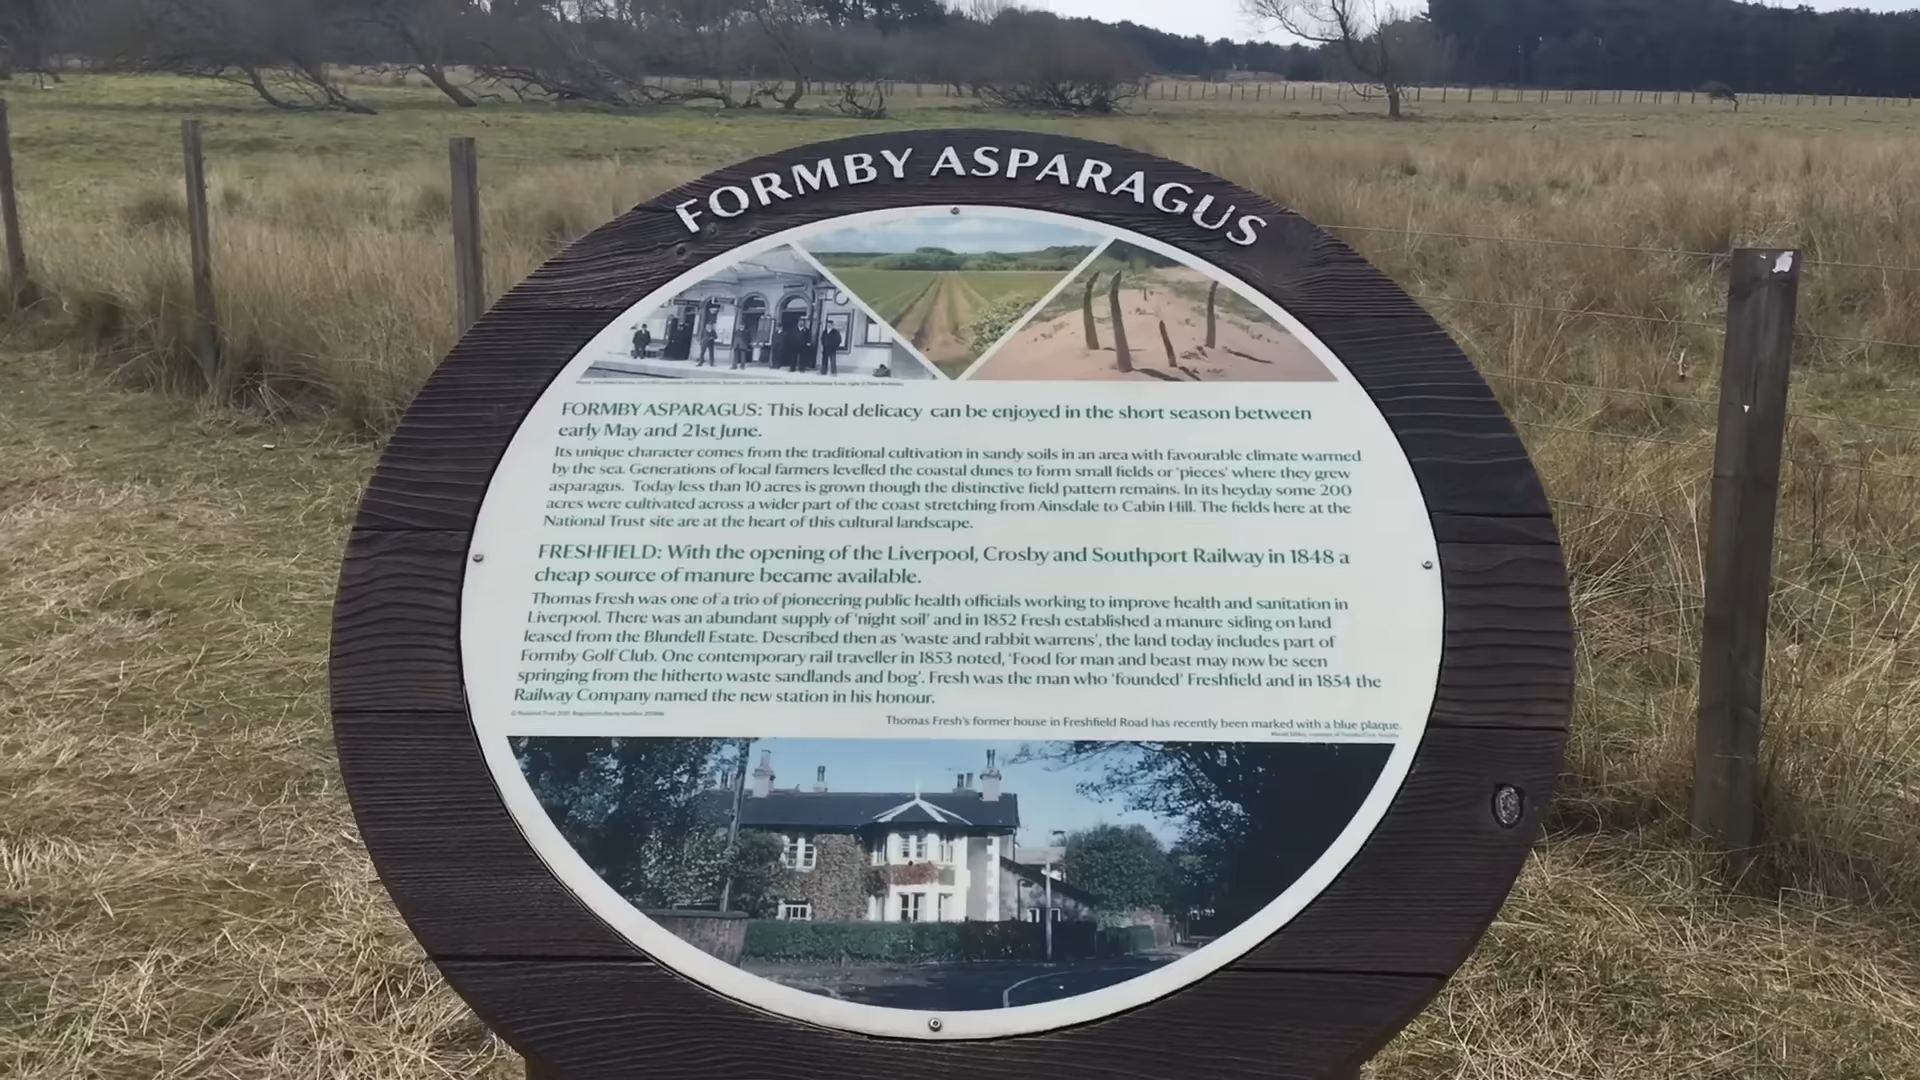 FORMBY ASPARAGUS
FORMBY ASPARAGUS: This local delicacy can be enjoyed in the short season between
early May and 21st June.
Its unique character comes from the traditional cultivation in sandy soils in an area with favourable climate warmed
by the sea. Generations of local farmers levelled the coastal dunes to form small fields or 'pieces' where they grew
asparagus. Today less than 10 acres is grown though the distinctive field pattern remains. In its heyday some 200
acres were cultivated across a wider part of the coast stretching from Ainsdale to Cabin Hill. The fields here at the
National Trust site are at the heart of this cultural landscape.
FRESHFIELD: With the opening of the Liverpool, Crosby and Southport Railway in 1848 a
cheap source of manure became available.
Thomas Fresh was one of a trio of pioneering public health officials working to improve health and sanitation in
Liverpool. There was an abundant supply of 'night soil' and in 1852 Fresh established a manure siding on land
leased from the Blundell Estate. Described then as 'waste and rabbit warrens', the land today includes part of
Formby Golf Club. One contemporary rail traveller in 1853 noted, 'Food for man and beast may now be seen
springing from the hitherto waste sandlands and bog'. Fresh was the man who 'founded' Freshfield and in 1854 the
Railway Company named the new station in his honour.
© National Trust Registered charity number
Thomas Fresh's former house in Freshfield Road has recently been marked with a blue plaque.